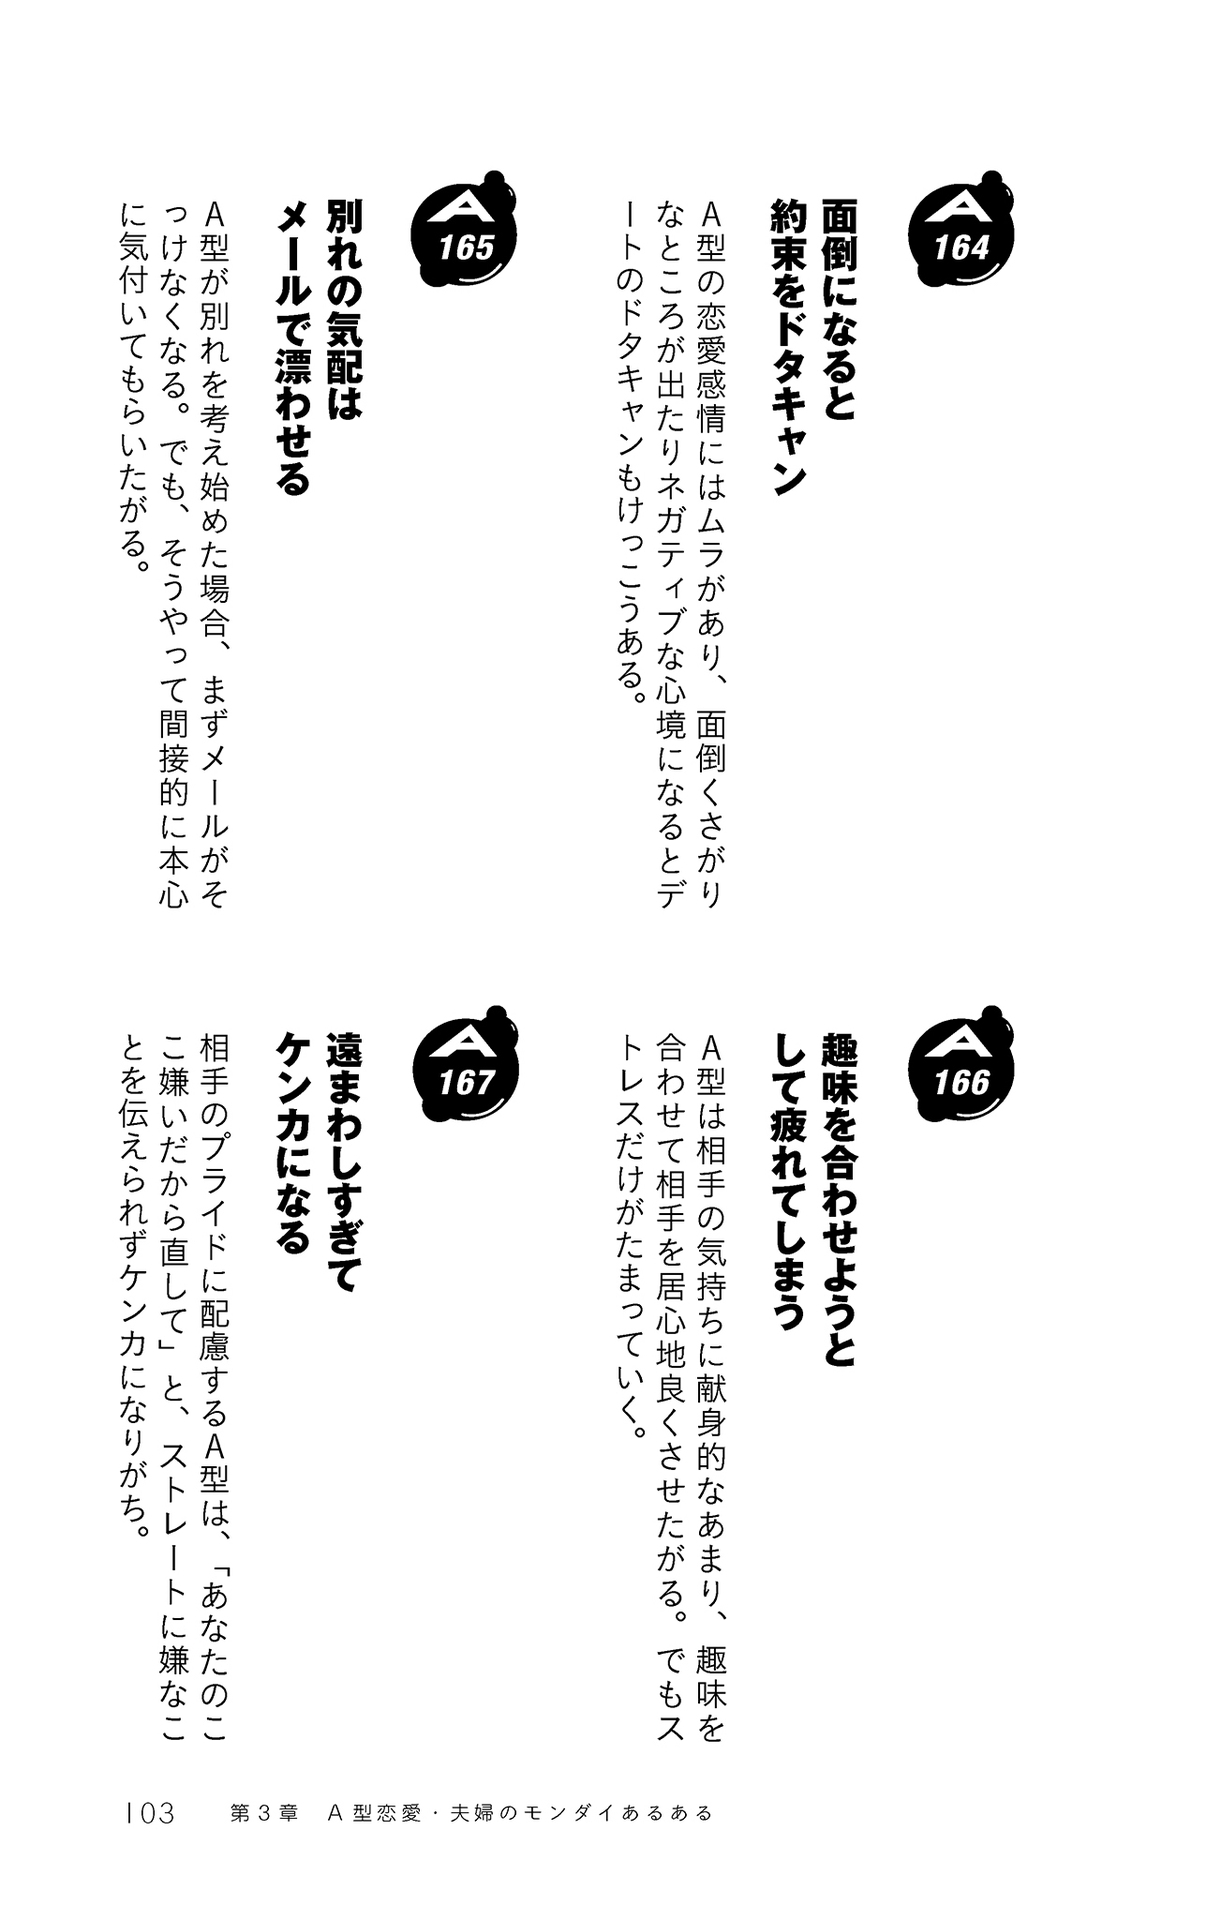 A
164
面倒になると
約束をドタキャン
A型の恋愛感情にはムラがあり、面倒くさがり
なところが出たりネガティブな心境になるとデ
ートのドタキャンもけっこうある。
A
165
別れの気配は
メールで漂わせる
A型が別れを考え始めた場合、まずメールがそ
っけなくなる。でも、そうやって間接的に本心
に気付いてもらいたがる。
A
166
趣味を合わせようと
して疲れてしまう
A型は相手の気持ちに献身的なあまり、趣味を
合わせて相手を居心地良くさせたがる。でもス
トレスだけがたまっていく。
A
167
遠まわしすぎて
ケンカになる
相手のプライドに配慮するA型は、「あなたのこ
こ嫌いだから直して」と、ストレートに嫌なこ
とを伝えられずケンカになりがち。
103 第3章 A型恋愛・夫婦のモンダイあるある